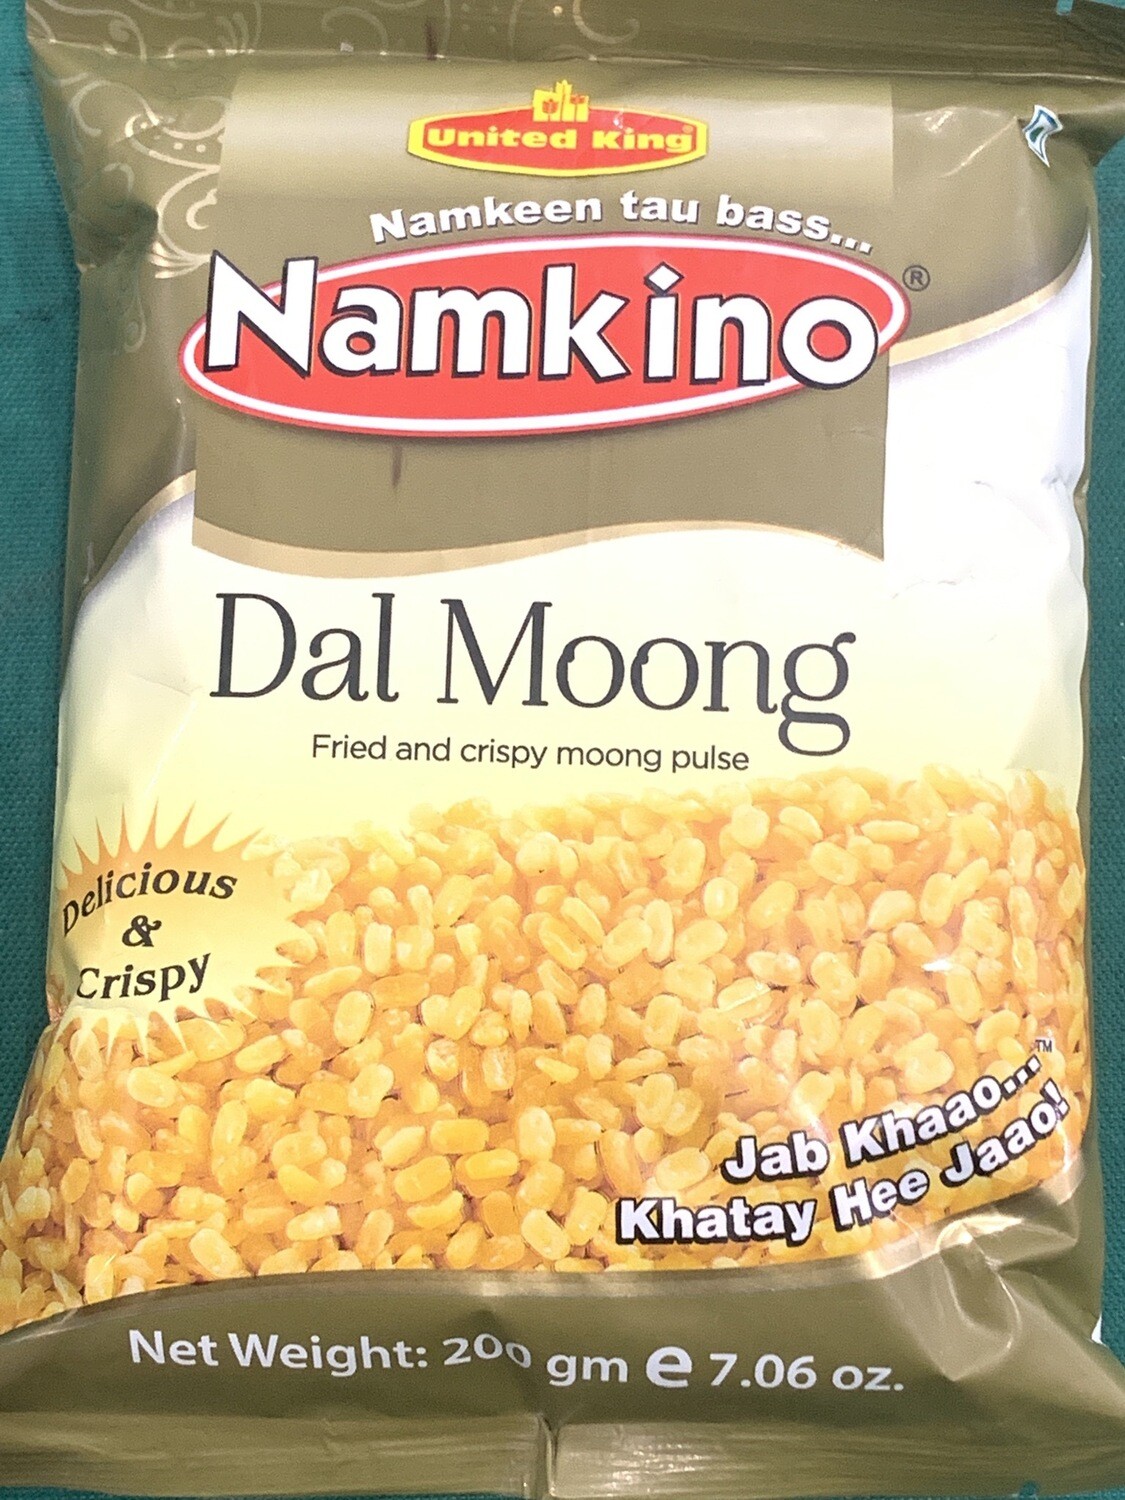 United King®
Namkeen tau bass...
Namkino®
Dal Moong
Fried and crispy moong pulse
Delicious
&
Crispy
Jab Khaao...™
Khatay Hee Jaao!
Net Weight: 200 gm e 7.06 oz.